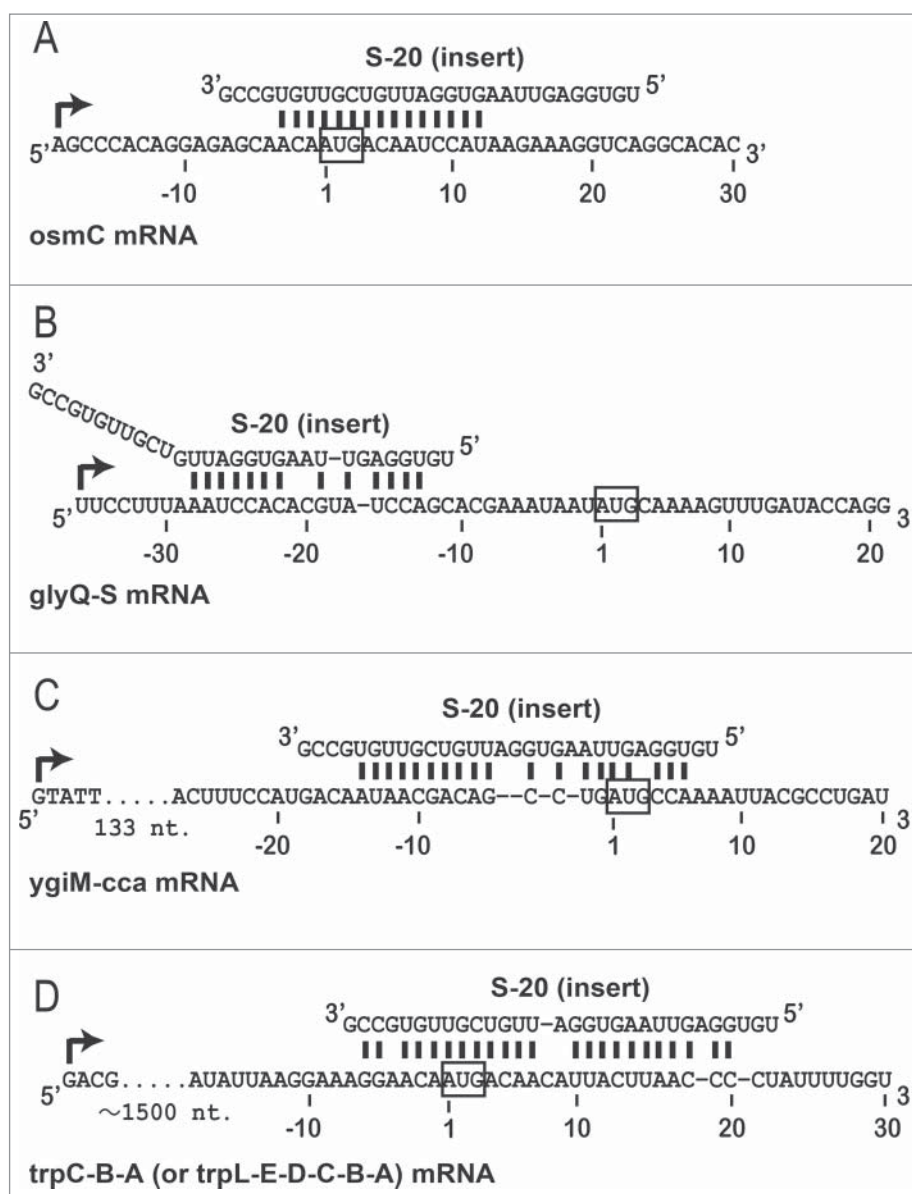 A
S-20 (insert)
3’GCCGUGUUGCUGUUAGGUGAAUUGAGGUGU5’
5’AGCCCACAGGAGAGCAACAAUGACAAUCCAUAAGAAAGGUCAGGCACAC3’
-10 1 10 20 30
osmC mRNA
B
3’
GCCGUGUUGCU
S-20 (insert)
GUUAGGUGAAU-UGAGGUGU5’
5’UUCCUUUAAAUCCACACGUA-UCCAGCACGAAAUAAUAUGCAAAAGUUUGAUACCAGG3
-30 -20 -10 1 10 20
glyQ-S mRNA
C
S-20 (insert)
3’GCCGUGUUGCUGUUAGGUGAAUUGAGGUGU5’
GTATT.....ACUUUCCAUGACAAUAACGACAG--C-C-UGAUGCCAAAAUUACGCCUGAU
5’ 133 nt. -20 -10 1 10 20 3
ygiM-cca mRNA
D
S-20 (insert)
3’GCCGUGUUGCUGUU-AGGUGAAUUGAGGUGU5’
5’GACG.....AUAUUAAGGAAAGGAACAAUGACAACAUUACUUAAC-CC-CUAUUUUGGU3
~1500 nt. -10 1 10 20 30
trpC-B-A (or trpL-E-D-C-B-A) mRNA